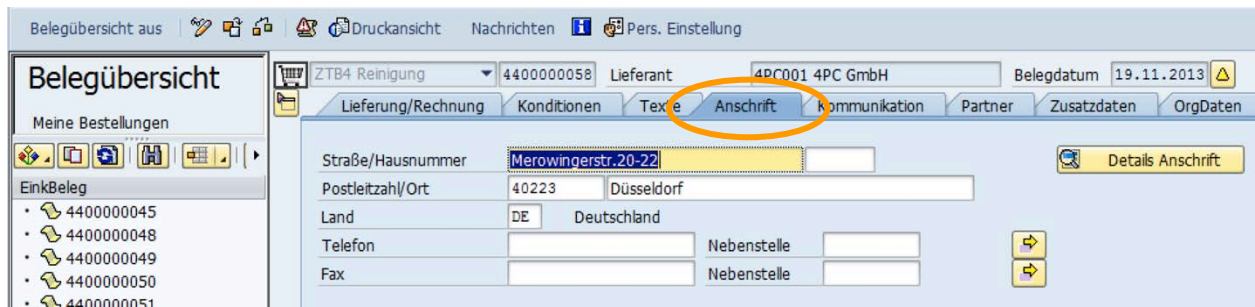 Belegübersicht aus Druckansicht Nachrichten Pers. Einstellung
Belegübersicht
Meine Bestellungen
EinkBeleg
4400000045
4400000048
4400000049
4400000050
4400000051
ZTB4 Reinigung 4400000058 Lieferant 4PC001 4PC GmbH Belegdatum 19.11.2013
Lieferung/Rechnung Konditionen Texte Anschrift Kommunikation Partner Zusatzdaten OrgDaten
Straße/Hausnummer Merowingerstr.20-22 Details Anschrift
Postleitzahl/Ort 40223 Düsseldorf
Land DE Deutschland
Telefon Nebenstelle
Fax Nebenstelle